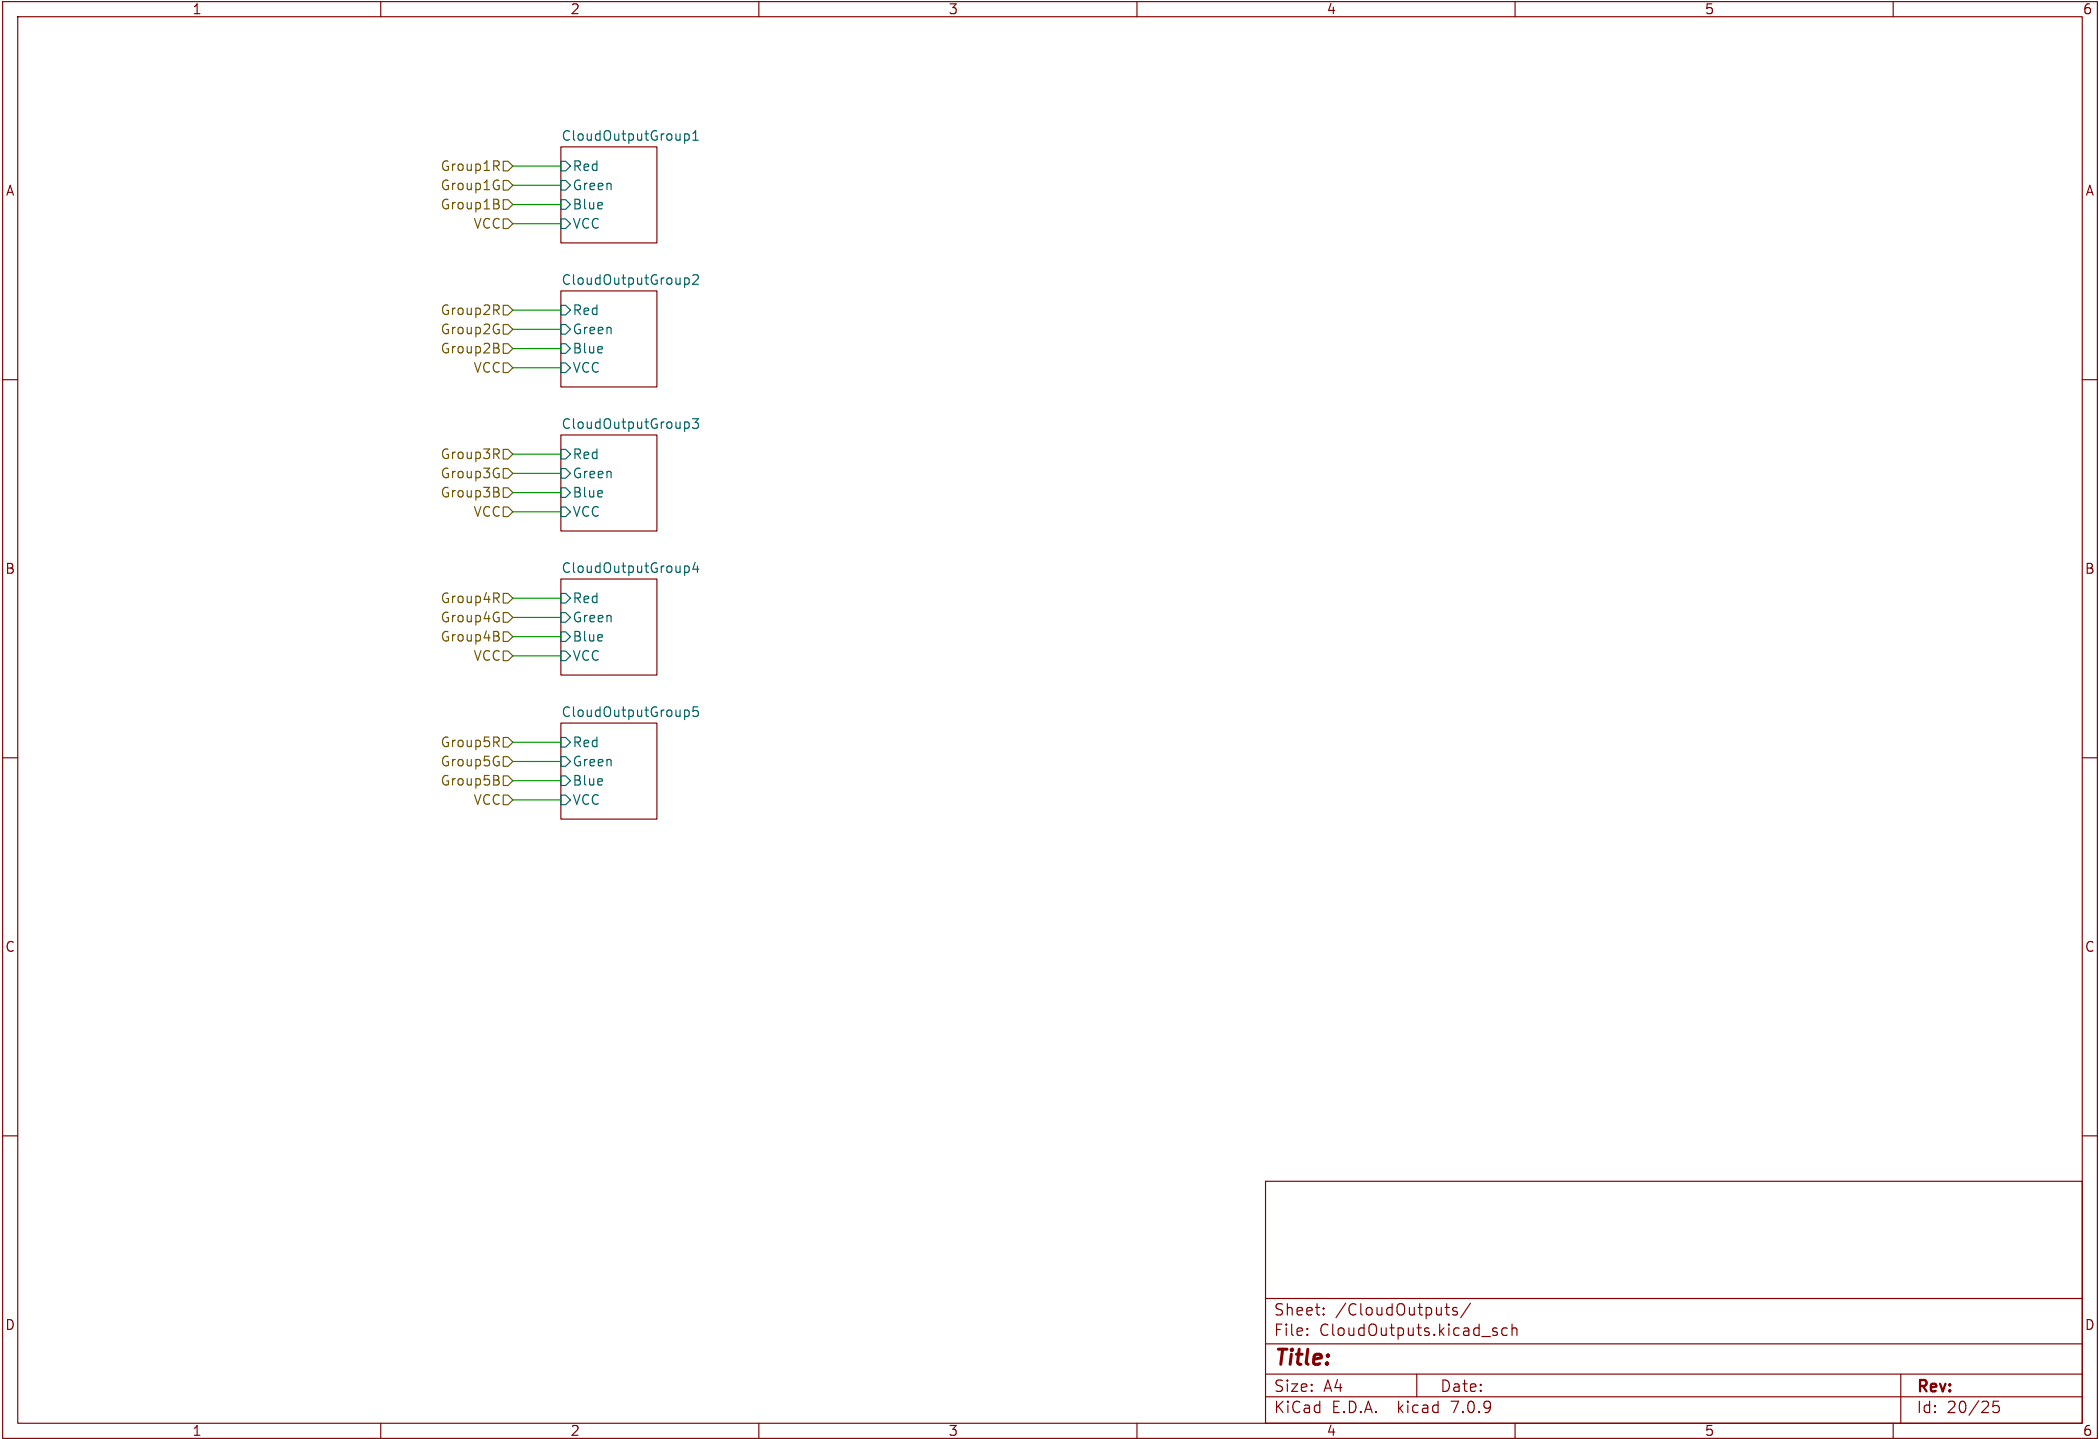 1 2 3 4 5 6
CloudOutputGroup1
Group1R Red
Group1G Green
Group1B Blue
VCC VCC
A A
CloudOutputGroup2
Group2R Red
Group2G Green
Group2B Blue
VCC VCC
CloudOutputGroup3
Group3R Red
Group3G Green
Group3B Blue
VCC VCC
CloudOutputGroup4
B B
Group4R Red
Group4G Green
Group4B Blue
VCC VCC
CloudOutputGroup5
Group5R Red
Group5G Green
Group5B Blue
VCC VCC
C C
Sheet: /CloudOutputs/
File: CloudOutputs.kicad_sch
D D
Title:
Size: A4 Date: Rev:
KiCad E.D.A. kicad 7.0.9 Id: 20/25
1 2 3 4 5 6